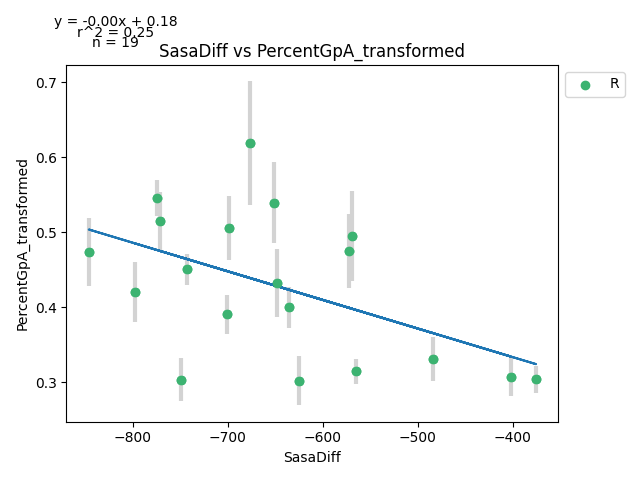 y = -0.00x + 0.18
r^2 = 0.25
n = 19
SasaDiff vs PercentGpA_transformed
R
PercentGpA_transformed
0.7
0.6
0.5
0.4
0.3
−800
−700
−600
−500
−400
SasaDiff